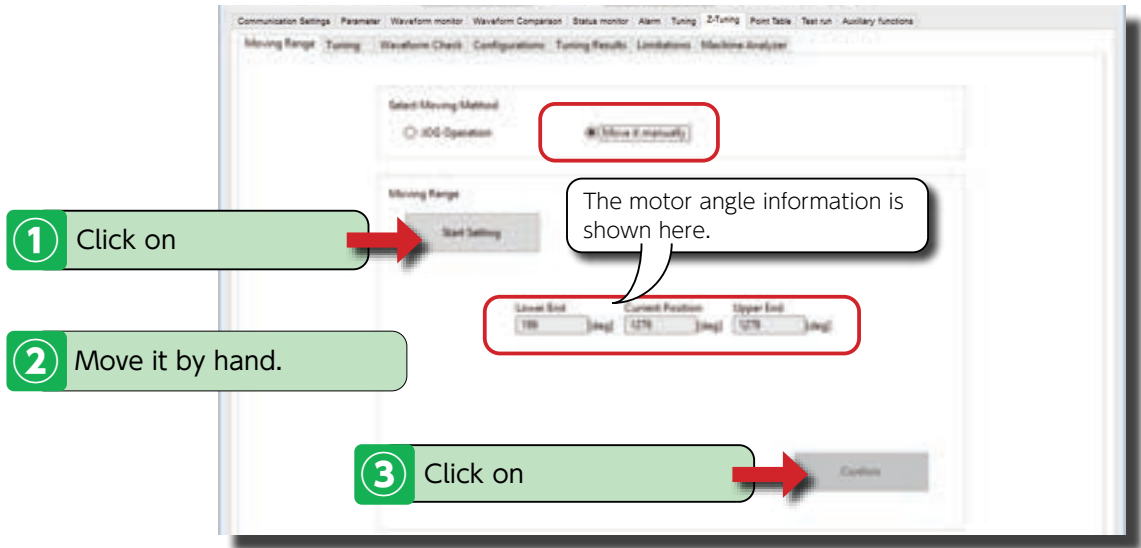 Communication Settings Parameter Waveform monitor Waveform Comparison Status monitor Alarm Tuning Z-Tuning Point Table Test run Auxiliary functions
Moving Range Tuning Waveform Check Configurations Tuning Results Limitations Machine Analyzer
Select Moving Method
JOG Operation Move it manually
Moving Range
The motor angle information is
shown here.
① Click on
Start Setting
Lower End Current Position Upper End
[deg] 1278 [deg] 1278 [deg]
② Move it by hand.
③ Click on
Confirm